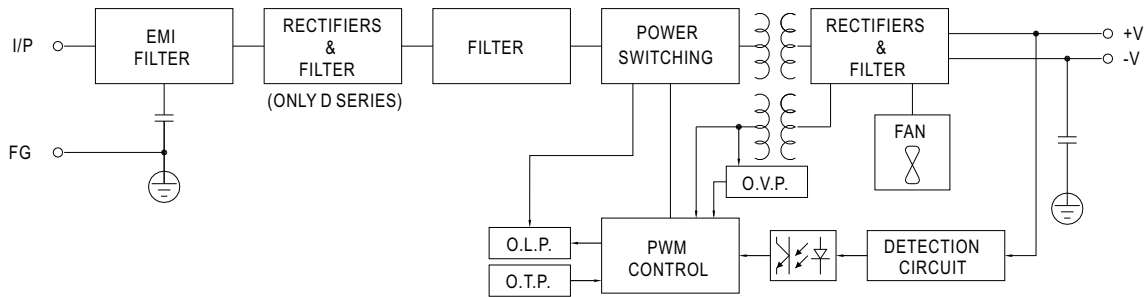 I/P
EMI
FILTER
RECTIFIERS
&
FILTER
(ONLY D SERIES)
FILTER
POWER
SWITCHING
RECTIFIERS
&
FILTER
+V
-V
FG
FAN
O.V.P.
O.L.P.
O.T.P.
PWM
CONTROL
DETECTION
CIRCUIT